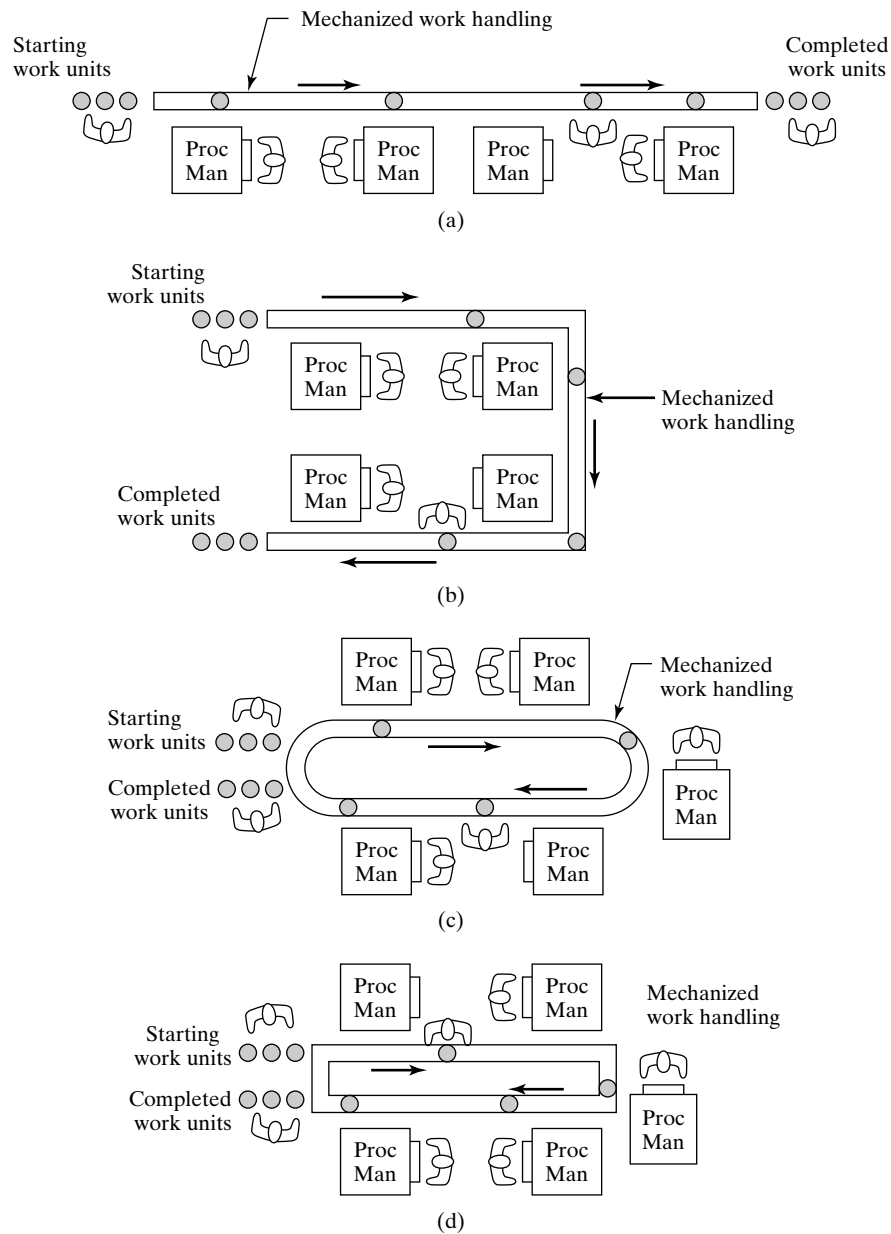 Mechanized work handling
Starting
work units
Completed
work units
Proc
Man
Proc
Man
Proc
Man
Proc
Man
(a)
Starting
work units
Proc
Man
Proc
Man
Mechanized
work handling
Proc
Man
Proc
Man
Completed
work units
(b)
Proc
Man
Proc
Man
Mechanized
work handling
Starting
work units
Completed
work units
Proc
Man
Proc
Man
Proc
Man
(c)
Proc
Man
Proc
Man
Mechanized
work handling
Starting
work units
Completed
work units
Proc
Man
Proc
Man
Proc
Man
(d)